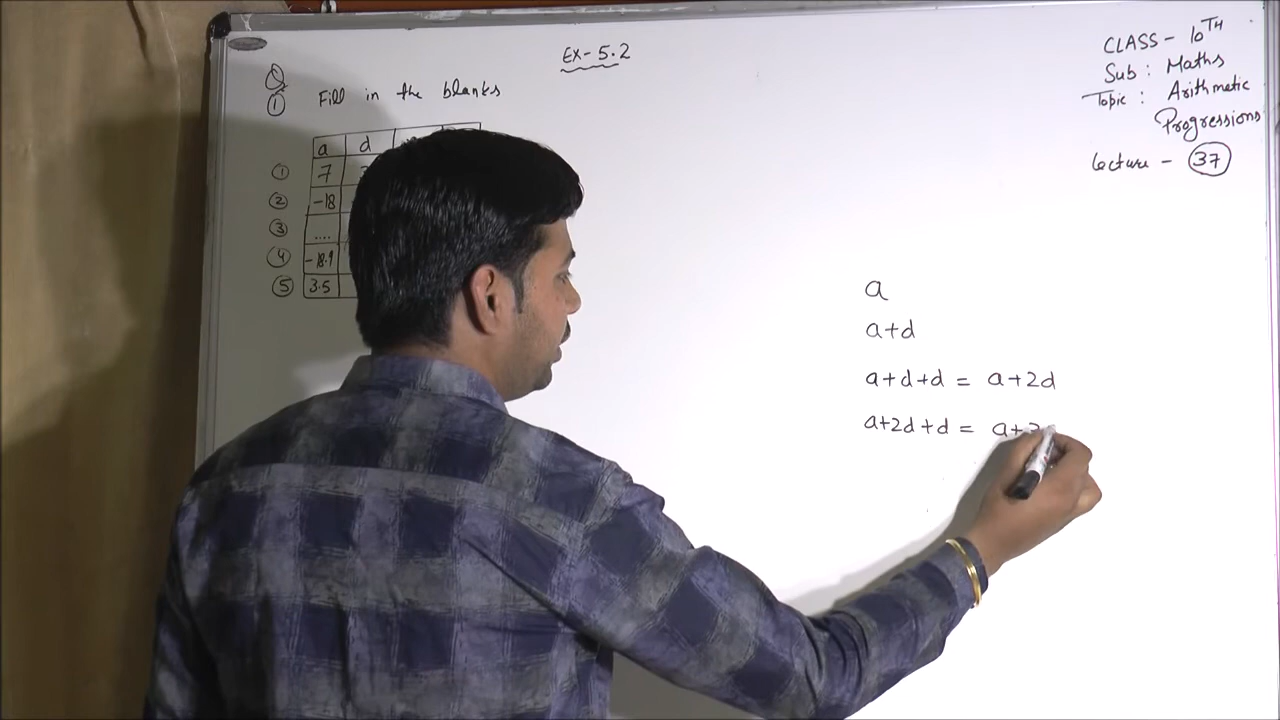 EX-5.2
CLASS - 10TH
Sub : Maths
Topic : Arithmetic
Progressions
Lecture - 37
Q
① Fill in the blanks
a d
① 7
② -18
③ ....
④ -18.9
⑤ 3.5
a
a+d
a+d+d = a+2d
a+2d+d = a+3